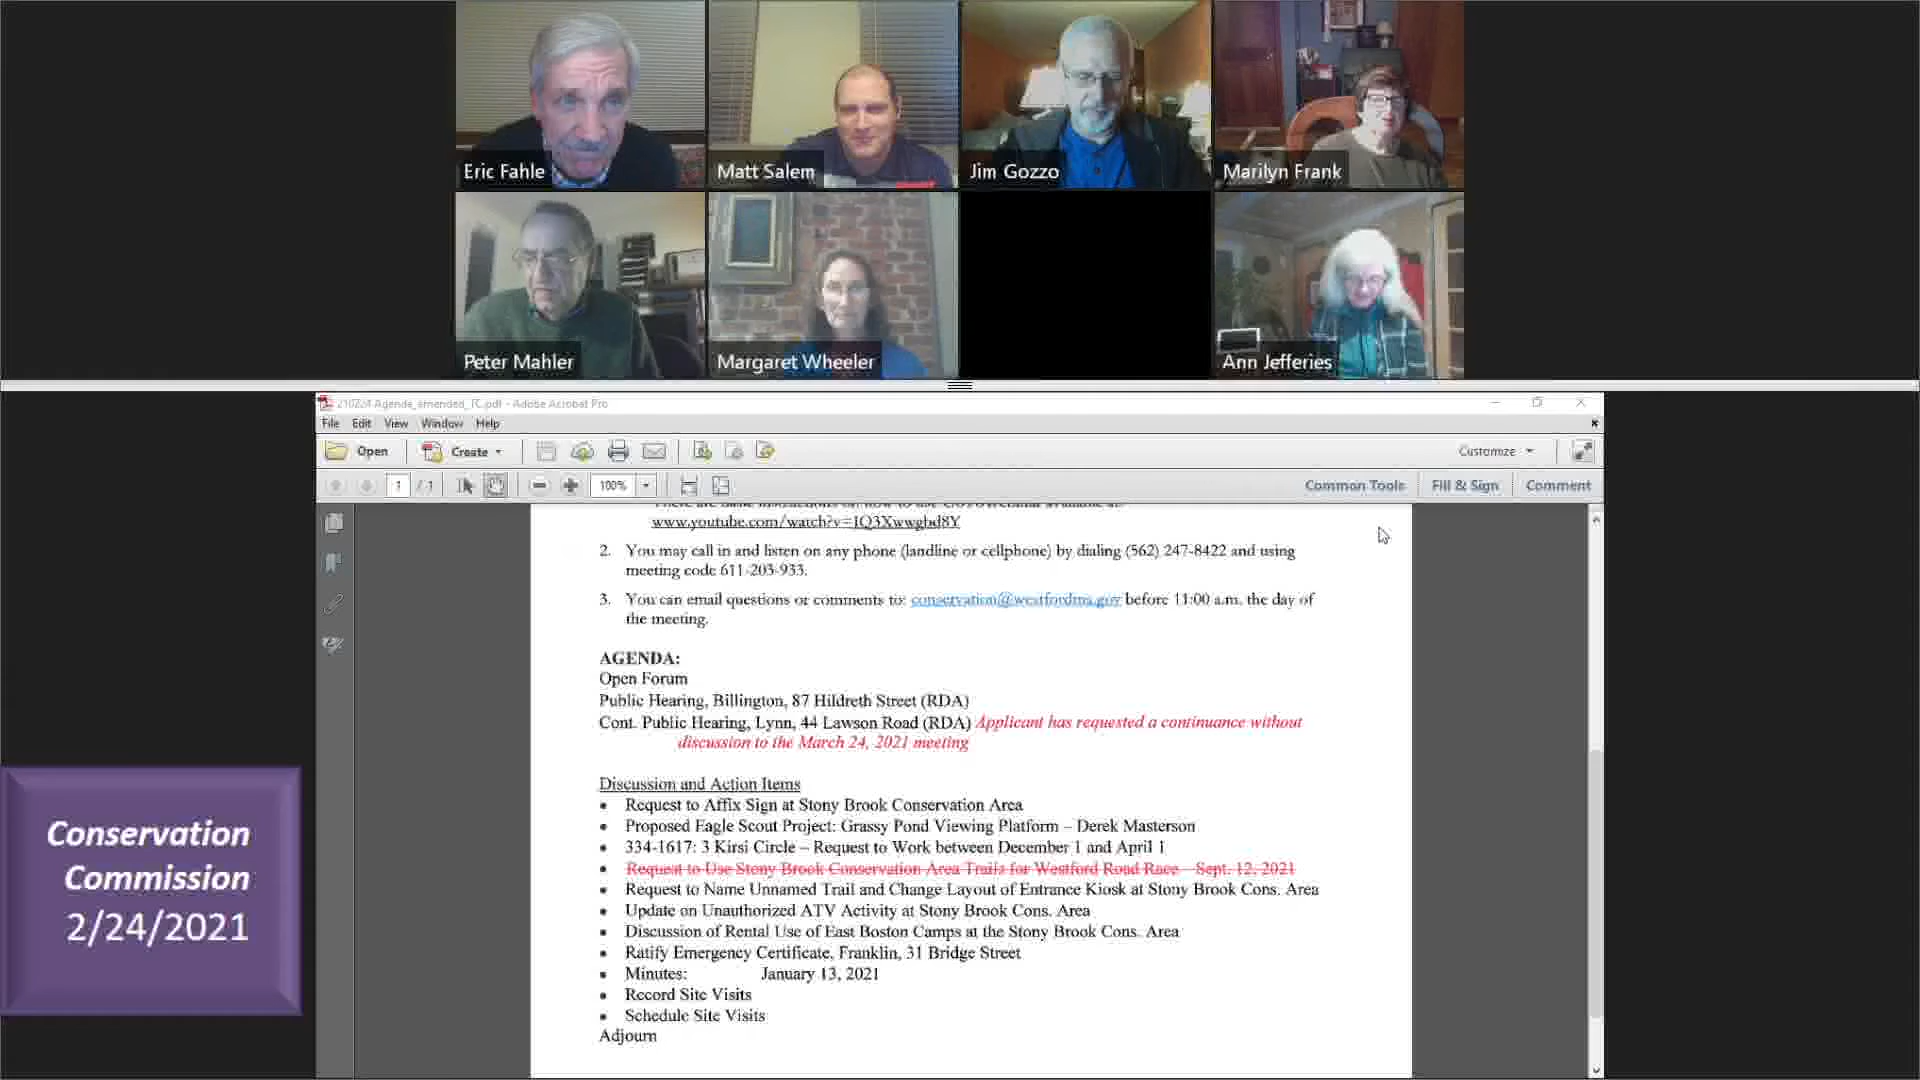 Eric Fahle
Matt Salem
Jim Gozzo
Marilyn Frank
Peter Mahler
Margaret Wheeler
Ann Jefferies
210224 Agenda_amended_TC.pdf - Adobe Acrobat Pro
File Edit View Window Help
Open Create Customize
1 / 1 100% Common Tools Fill & Sign Comment
www.youtube.com/watch?v=IQ3Xwwgbd8Y
2. You may call in and listen on any phone (landline or cellphone) by dialing (562) 247-8422 and using
meeting code 611-203-933.
3. You can email questions or comments to: conservation@westfordma.gov before 11:00 a.m. the day of
the meeting.
AGENDA:
Open Forum
Public Hearing, Billington, 87 Hildreth Street (RDA)
Cont. Public Hearing, Lynn, 44 Lawson Road (RDA) Applicant has requested a continuance without
discussion to the March 24, 2021 meeting
Discussion and Action Items
• Request to Affix Sign at Stony Brook Conservation Area
• Proposed Eagle Scout Project: Grassy Pond Viewing Platform – Derek Masterson
• 334-1617: 3 Kirsi Circle – Request to Work between December 1 and April 1
• Request to Use Stony Brook Conservation Area Trails for Westford Road Race – Sept. 12, 2021
• Request to Name Unnamed Trail and Change Layout of Entrance Kiosk at Stony Brook Cons. Area
• Update on Unauthorized ATV Activity at Stony Brook Cons. Area
• Discussion of Rental Use of East Boston Camps at the Stony Brook Cons. Area
• Ratify Emergency Certificate, Franklin, 31 Bridge Street
• Minutes: January 13, 2021
• Record Site Visits
• Schedule Site Visits
Adjourn
Conservation
Commission
2/24/2021